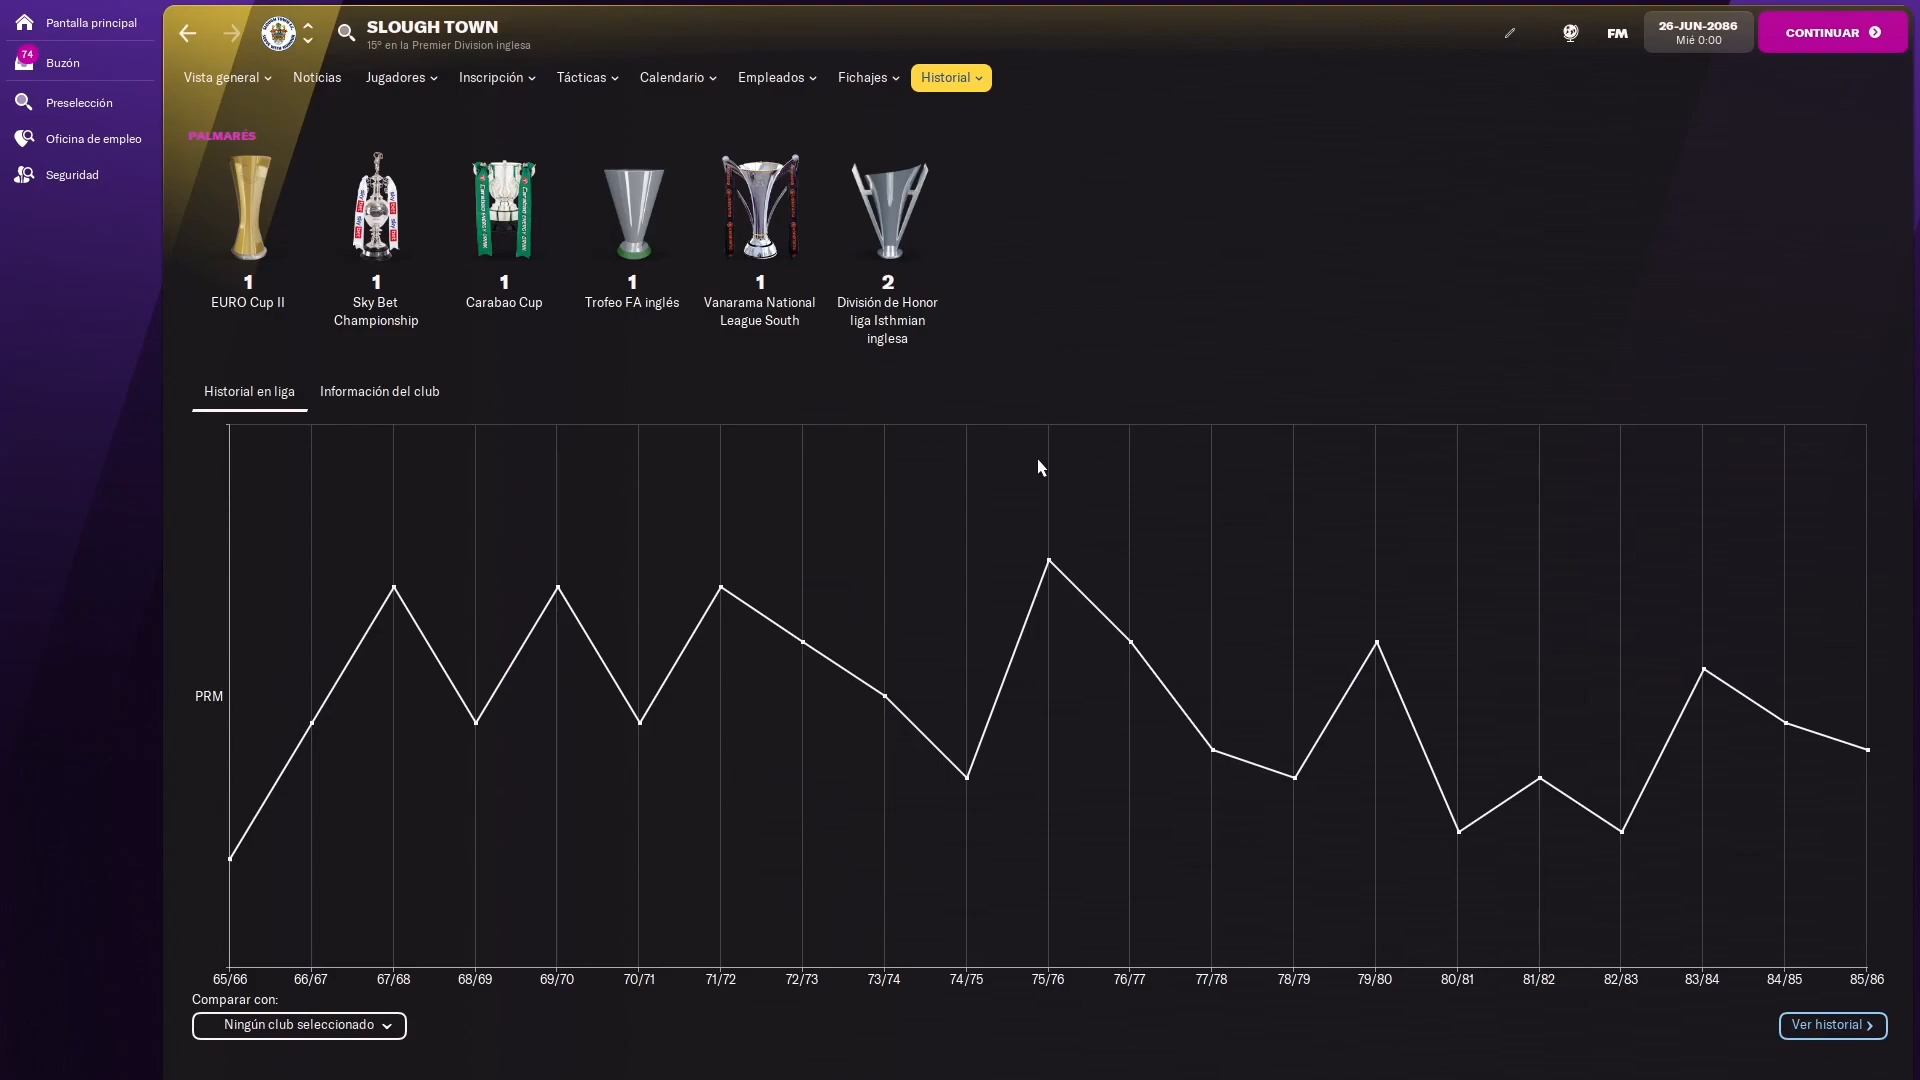 Pantalla principal
74
Buzón
Preselección
Oficina de empleo
Seguridad
SLOUGH TOWN
15º en la Premier Division inglesa
FM
26-JUN-2086
Mié 0:00
CONTINUAR
Vista general
Noticias
Jugadores
Inscripción
Tácticas
Calendario
Empleados
Fichajes
Historial
PALMARÉS
1
EURO Cup II
1
Sky Bet
Championship
1
Carabao Cup
1
Trofeo FA inglés
1
Vanarama National
League South
2
División de Honor
liga Isthmian
inglesa
Historial en liga
Información del club
PRM
65/66
66/67
67/68
68/69
69/70
70/71
71/72
72/73
73/74
74/75
75/76
76/77
77/78
78/79
79/80
80/81
81/82
82/83
83/84
84/85
85/86
Comparar con:
Ningún club seleccionado
Ver historial